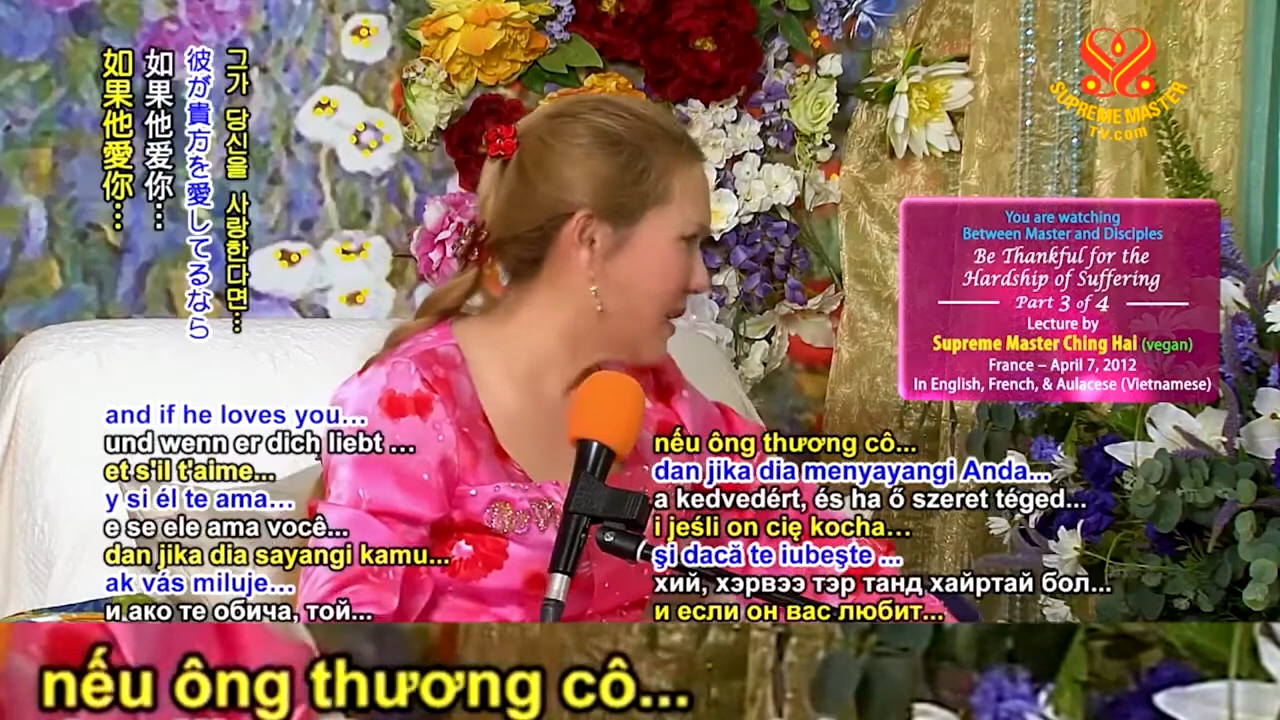 如果他愛你…
如果他爱你…
彼が貴方を愛してるなら
그가 당신을 사랑한다면…
SUPREME MASTER
TV.com
You are watching
Between Master and Disciples
Be Thankful for the
Hardship of Suffering
Part 3 of 4
Lecture by
Supreme Master Ching Hai (vegan)
France – April 7, 2012
In English, French, & Aulacese (Vietnamese)
and if he loves you...
und wenn er dich liebt ...
et s'il t'aime...
y si él te ama...
e se ele ama você...
dan jika dia sayangi kamu...
ak vás miluje...
и ако те обича, той...
nếu ông thương cô...
dan jika dia menyayangi Anda...
a kedvedért, és ha ő szeret téged...
i jeśli on cię kocha...
şi dacă te iubeşte ...
хий, хэрвээ тэр танд хайртай бол...
и если он вас любит...
nếu ông thương cô...